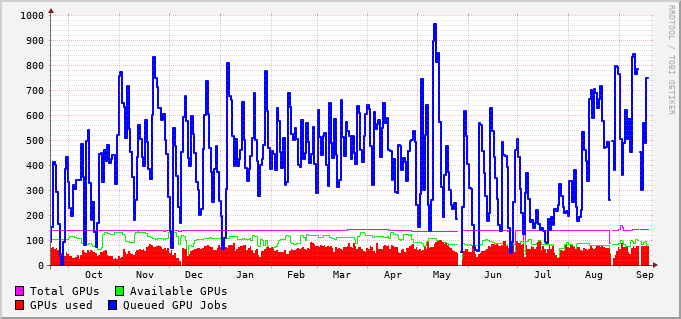 1000
900
800
700
600
500
400
300
200
100
0
Oct Nov Dec Jan Feb Mar Apr May Jun Jul Aug Sep
Total GPUs Available GPUs
GPUs used Queued GPU Jobs
RRDTOOL / TOBI OETIKER